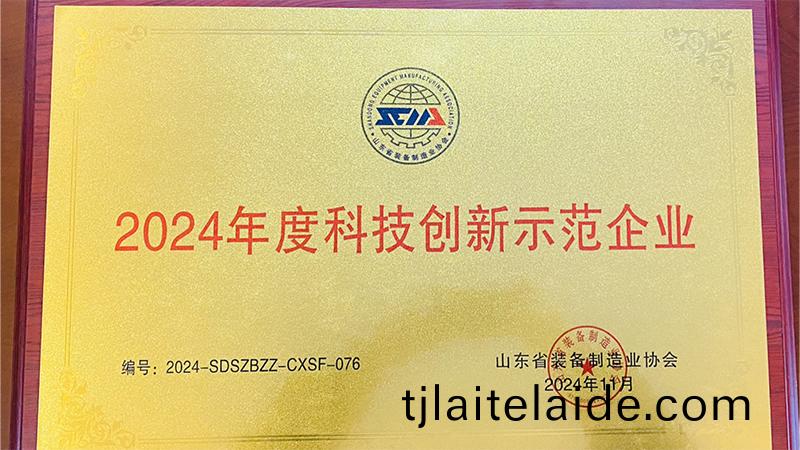 SHANDONG EQUIPMENT MANUFACTURING ASSOCIATION
山东省装备制造业协会
2024年度科技创新示范企业
编号：2024-SDSZBZZ-CXSF-076
山东省装备制造业协会
2024年11月
tjlaitelaide.com